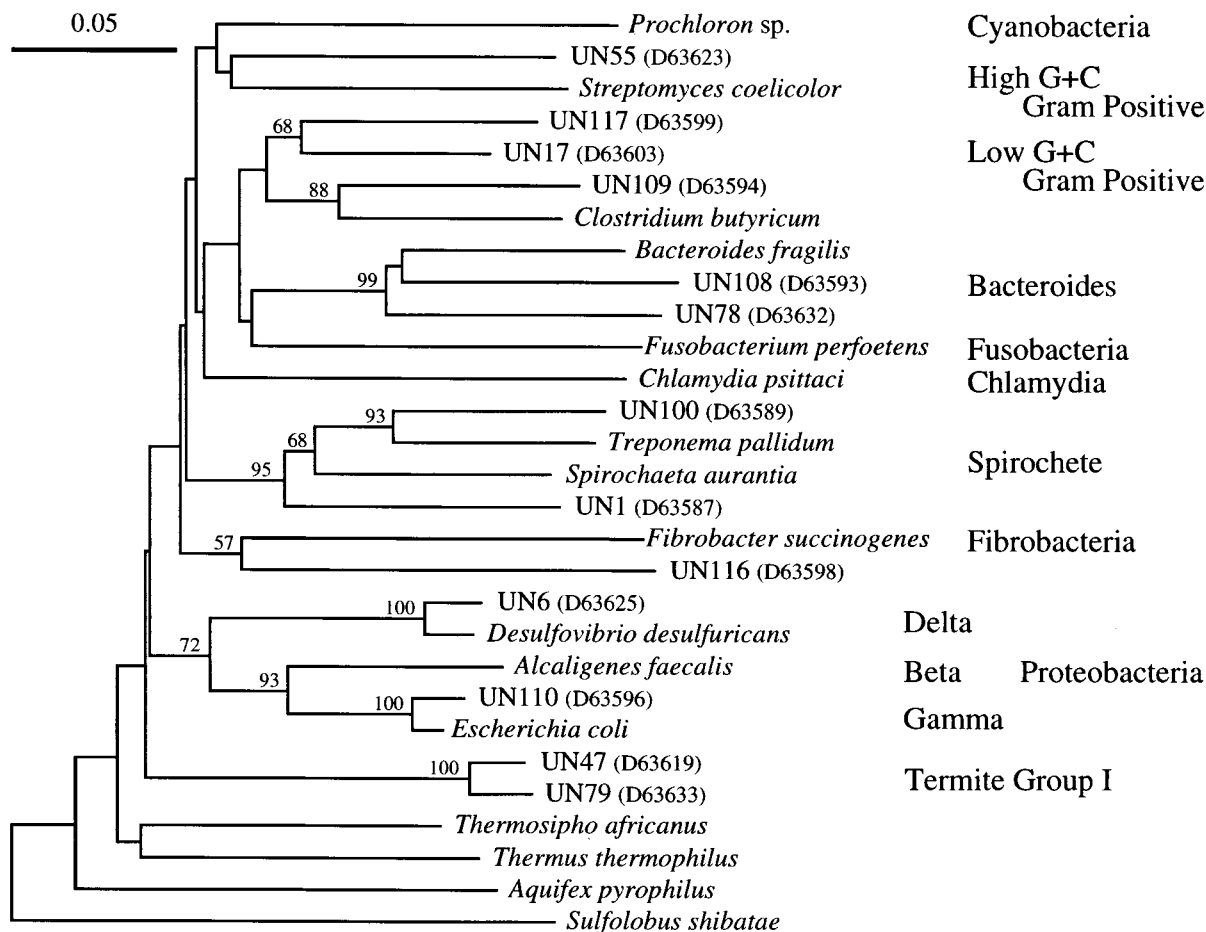 0.05
Prochloron sp.
Cyanobacteria
UN55 (D63623)
High G+C
Gram Positive
Streptomyces coelicolor
UN117 (D63599)
68
UN17 (D63603)
Low G+C
Gram Positive
UN109 (D63594)
88
Clostridium butyricum
Bacteroides fragilis
99
UN108 (D63593)
Bacteroides
UN78 (D63632)
Fusobacterium perfoetens
Fusobacteria
Chlamydia psittaci
Chlamydia
UN100 (D63589)
93
Treponema pallidum
68
Spirochete
95
Spirochaeta aurantia
UN1 (D63587)
57
Fibrobacter succinogenes
Fibrobacteria
UN116 (D63598)
UN6 (D63625)
100
Delta
Desulfovibrio desulfuricans
72
Alcaligenes faecalis
Beta Proteobacteria
93
UN110 (D63596)
100
Gamma
Escherichia coli
UN47 (D63619)
100
Termite Group I
UN79 (D63633)
Thermosipho africanus
Thermus thermophilus
Aquifex pyrophilus
Sulfolobus shibatae